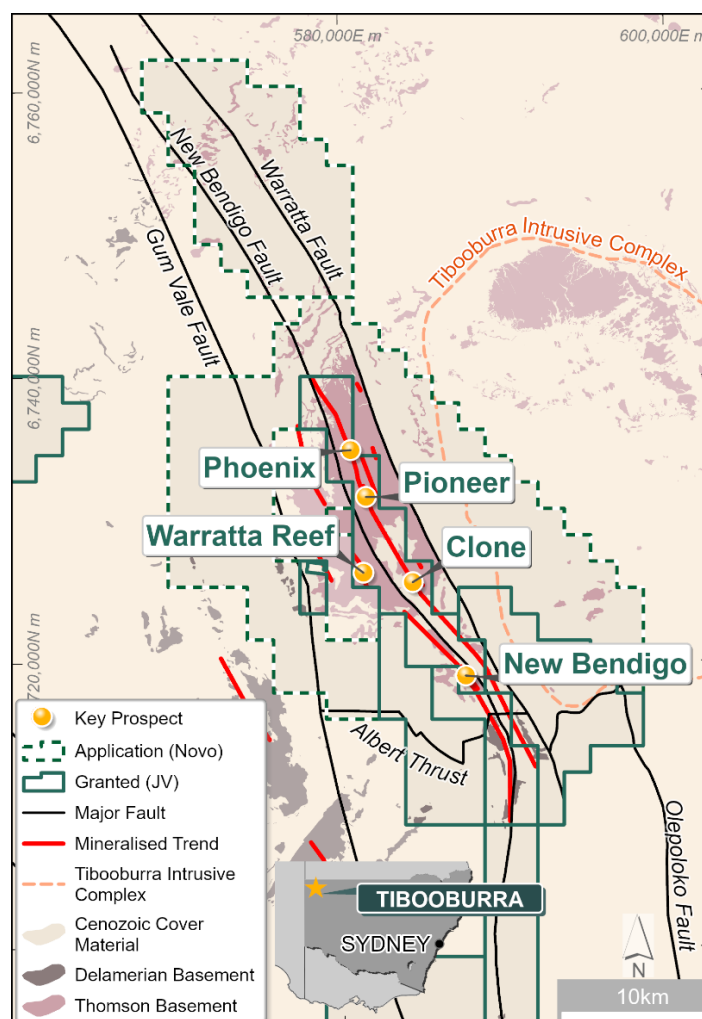 580,000E m
600,000E m
6,760,000N m
New Bendigo Fault
Warratta Fault
Gum Vale Fault
Tibooburra Intrusive Complex
6,740,000N m
Phoenix
Pioneer
Warratta Reef
Clone
New Bendigo
6,720,000N m
Albert Thrust
Olepoloko Fault
Key Prospect
Application (Novo)
Granted (JV)
Major Fault
Mineralised Trend
Tibooburra Intrusive
Complex
Cenozoic Cover
Material
Delamerian Basement
Thomson Basement
TIBOOBURRA
SYDNEY
N
10km